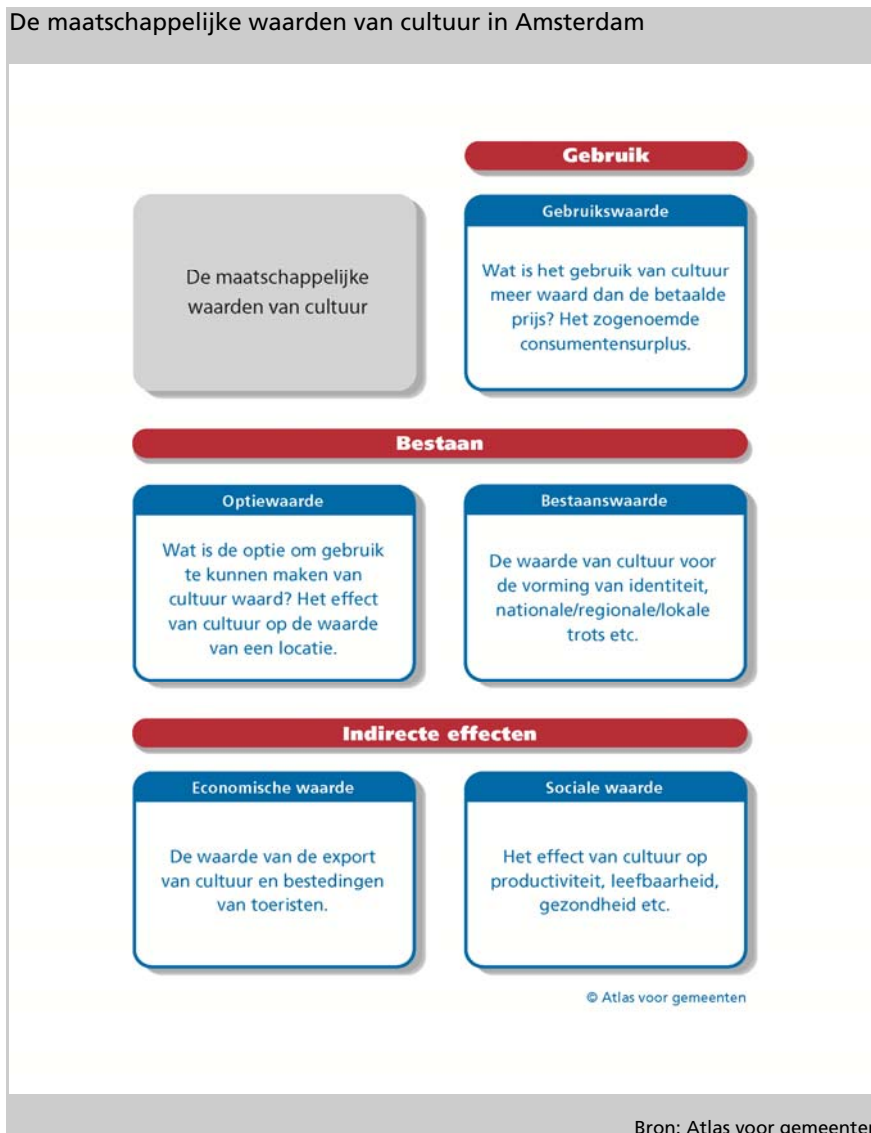 De maatschappelijke waarden van cultuur in Amsterdam
Gebruik
De maatschappelijke
waarden van cultuur
Gebruikswaarde
Wat is het gebruik van cultuur
meer waard dan de betaalde
prijs? Het zogenoemde
consumentensurplus.
Bestaan
Optiewaarde
Wat is de optie om gebruik
te kunnen maken van
cultuur waard? Het effect
van cultuur op de waarde
van een locatie.
Bestaanswaarde
De waarde van cultuur voor
de vorming van identiteit,
nationale/regionale/lokale
trots etc.
Indirecte effecten
Economische waarde
De waarde van de export
van cultuur en bestedingen
van toeristen.
Sociale waarde
Het effect van cultuur op
productiviteit, leefbaarheid,
gezondheid etc.
© Atlas voor gemeenten
Bron: Atlas voor gemeenten